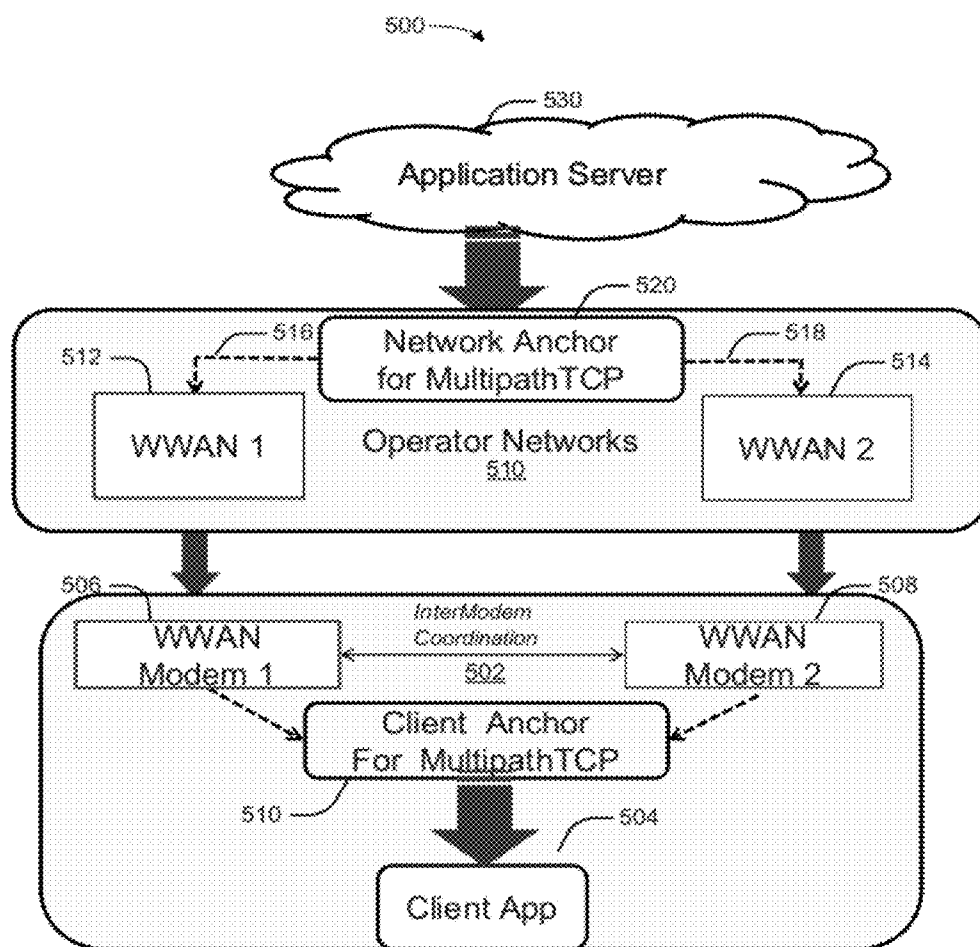 500
530
Application Server
520
516
518
512
514
Network Anchor
for MultipathTCP
WWAN 1
Operator Networks
510
WWAN 2
506
508
InterModem
Coordination
502
WWAN
Modem 1
WWAN
Modem 2
Client Anchor
For MultipathTCP
510
504
Client App